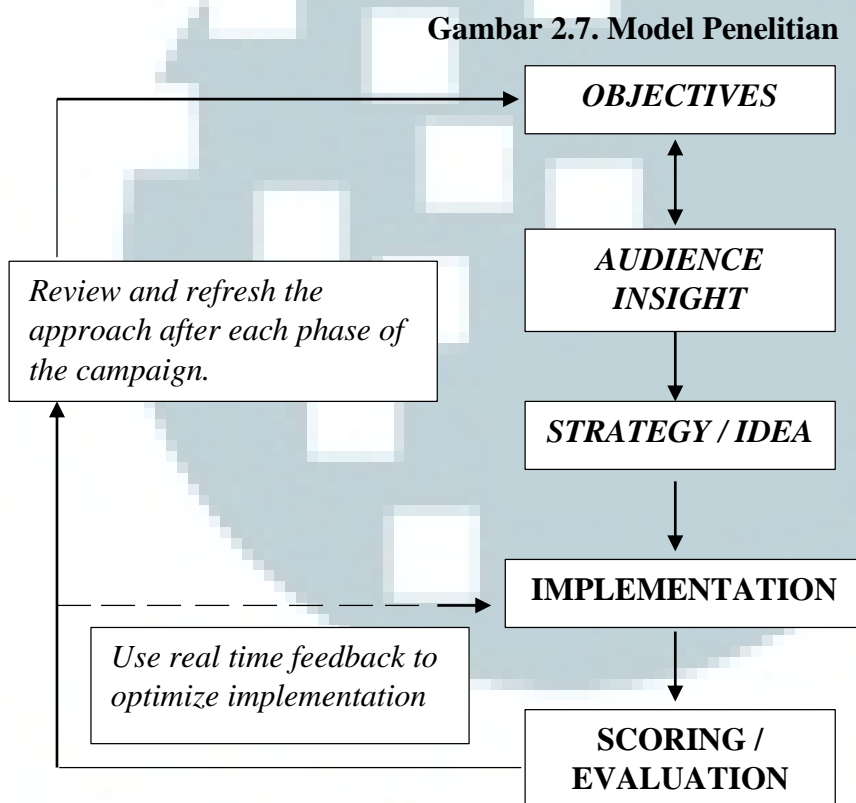 Gambar 2.7. Model Penelitian
OBJECTIVES
AUDIENCE
INSIGHT
Review and refresh the
approach after each phase of
the campaign.
STRATEGY / IDEA
IMPLEMENTATION
Use real time feedback to
optimize implementation
SCORING /
EVALUATION